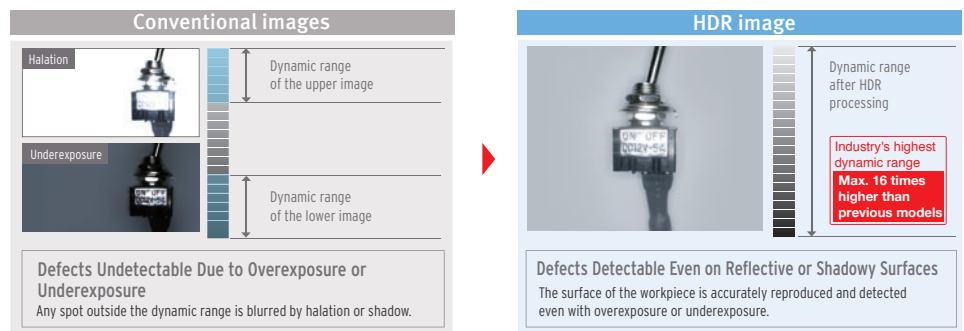 Conventional images
Halation
Dynamic range
of the upper image
Underexposure
ON OFF
Dynamic range
of the lower image
Defects Undetectable Due to Overexposure or
Underexposure
Any spot outside the dynamic range is blurred by halation or shadow.
HDR image
ON OFF
DC12V-5A
Dynamic range
after HDR
processing
Industry's highest
dynamic range
Max. 16 times
higher than
previous models
Defects Detectable Even on Reflective or Shadowy Surfaces
The surface of the workpiece is accurately reproduced and detected
even with overexposure or underexposure.